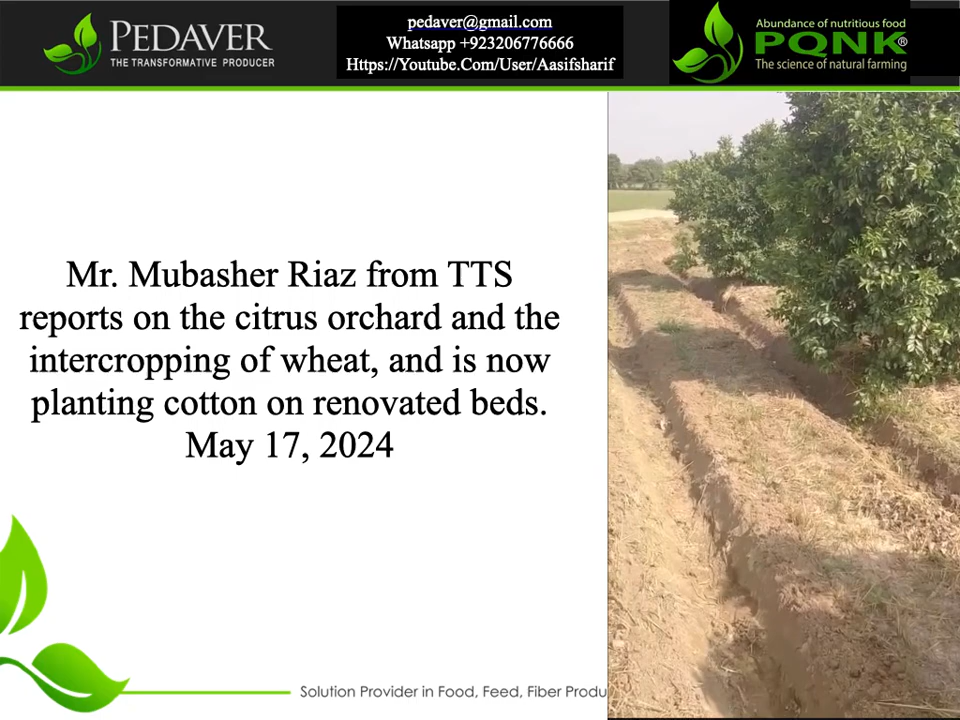 PEDAVER
THE TRANSFORMATIVE PRODUCER
pedaver@gmail.com
Whatsapp +923206776666
Https://Youtube.Com/User/Aasifsharif
Abundance of nutritious food
PQNK®
The science of natural farming
Mr. Mubasher Riaz from TTS
reports on the citrus orchard and the
intercropping of wheat, and is now
planting cotton on renovated beds.
May 17, 2024
Solution Provider in Food, Feed, Fiber Produ